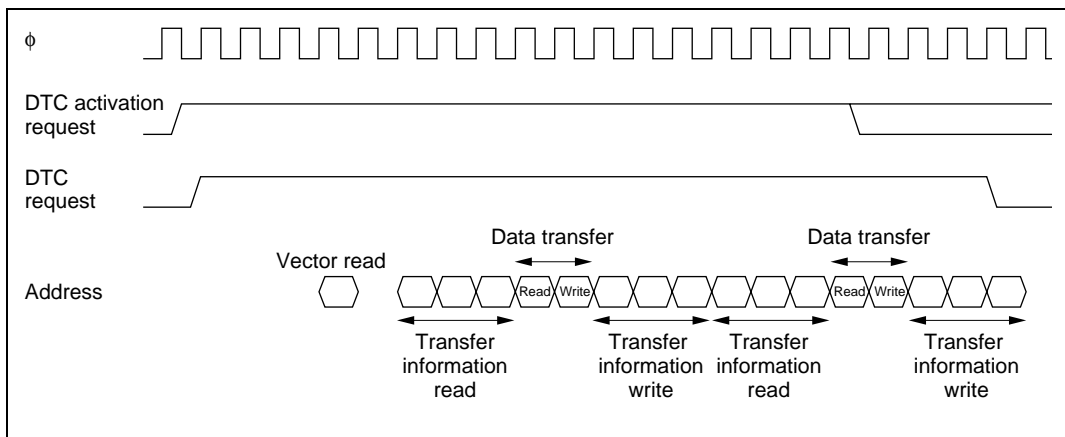 ϕ
DTC activation
request
DTC
request
Data transfer
Data transfer
Vector read
Address
Read
Write
Read
Write
Transfer
information
read
Transfer
information
write
Transfer
information
read
Transfer
information
write